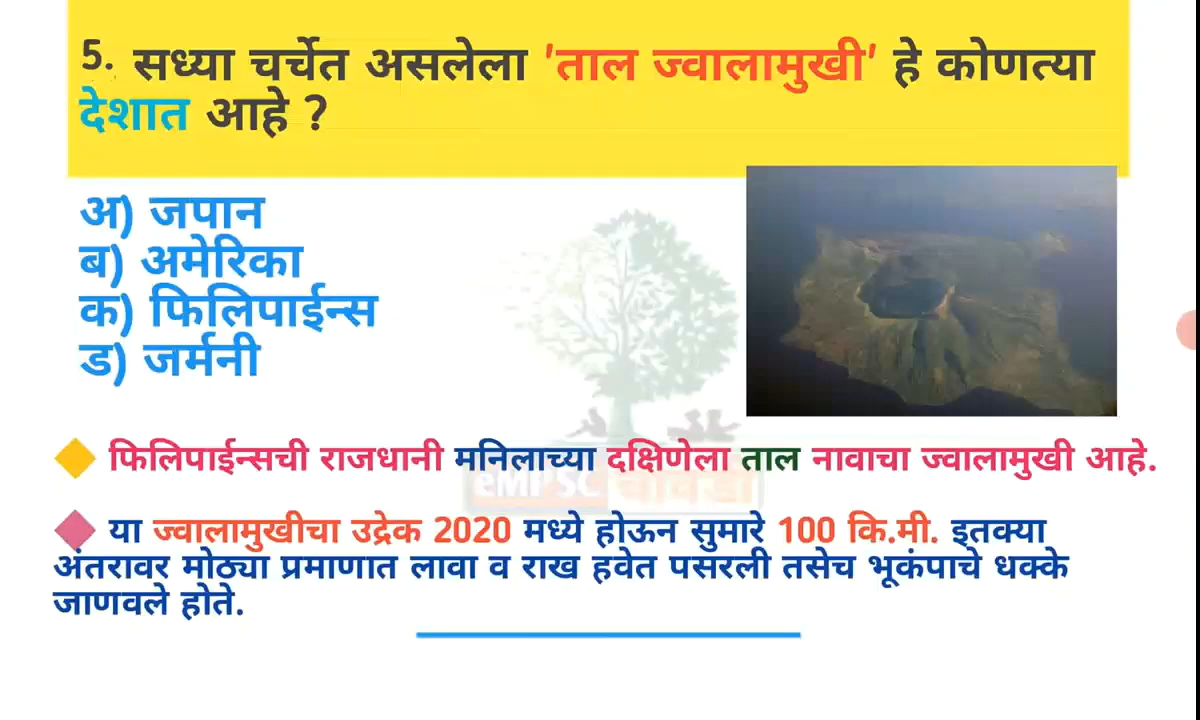 5. सध्या चर्चेत असलेला 'ताल ज्वालामुखी' हे कोणत्या
देशात आहे ?
अ) जपान
ब) अमेरिका
क) फिलिपाईन्स
ड) जर्मनी
फिलिपाईन्सची राजधानी मनिलाच्या दक्षिणेला ताल नावाचा ज्वालामुखी आहे.
eMPSC
या ज्वालामुखीचा उद्रेक 2020 मध्ये होऊन सुमारे 100 कि.मी. इतक्या
अंतरावर मोठ्या प्रमाणात लावा व राख हवेत पसरली तसेच भूकंपाचे धक्के
जाणवले होते.